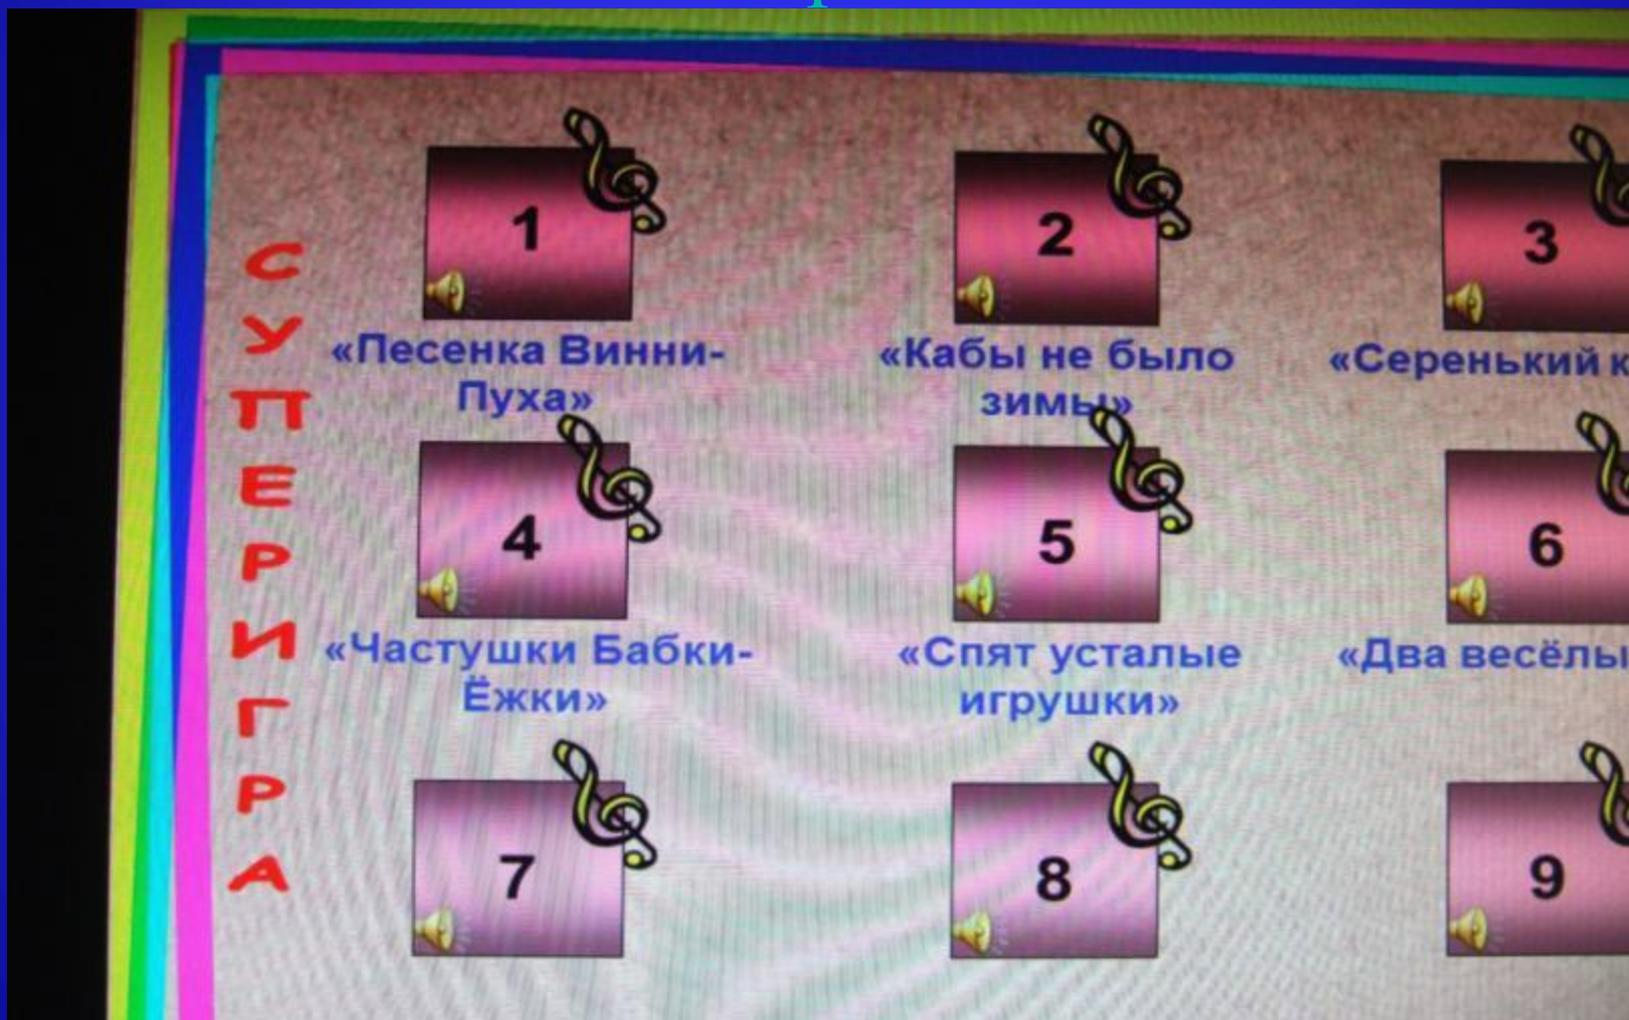 СУПЕРИГРА
1
2
3
«Песенка Винни-
Пуха»
«Кабы не было
зимы»
«Серенький к
4
5
6
«Частушки Бабки-
Ёжки»
«Спят усталые
игрушки»
«Два весёлы
7
8
9